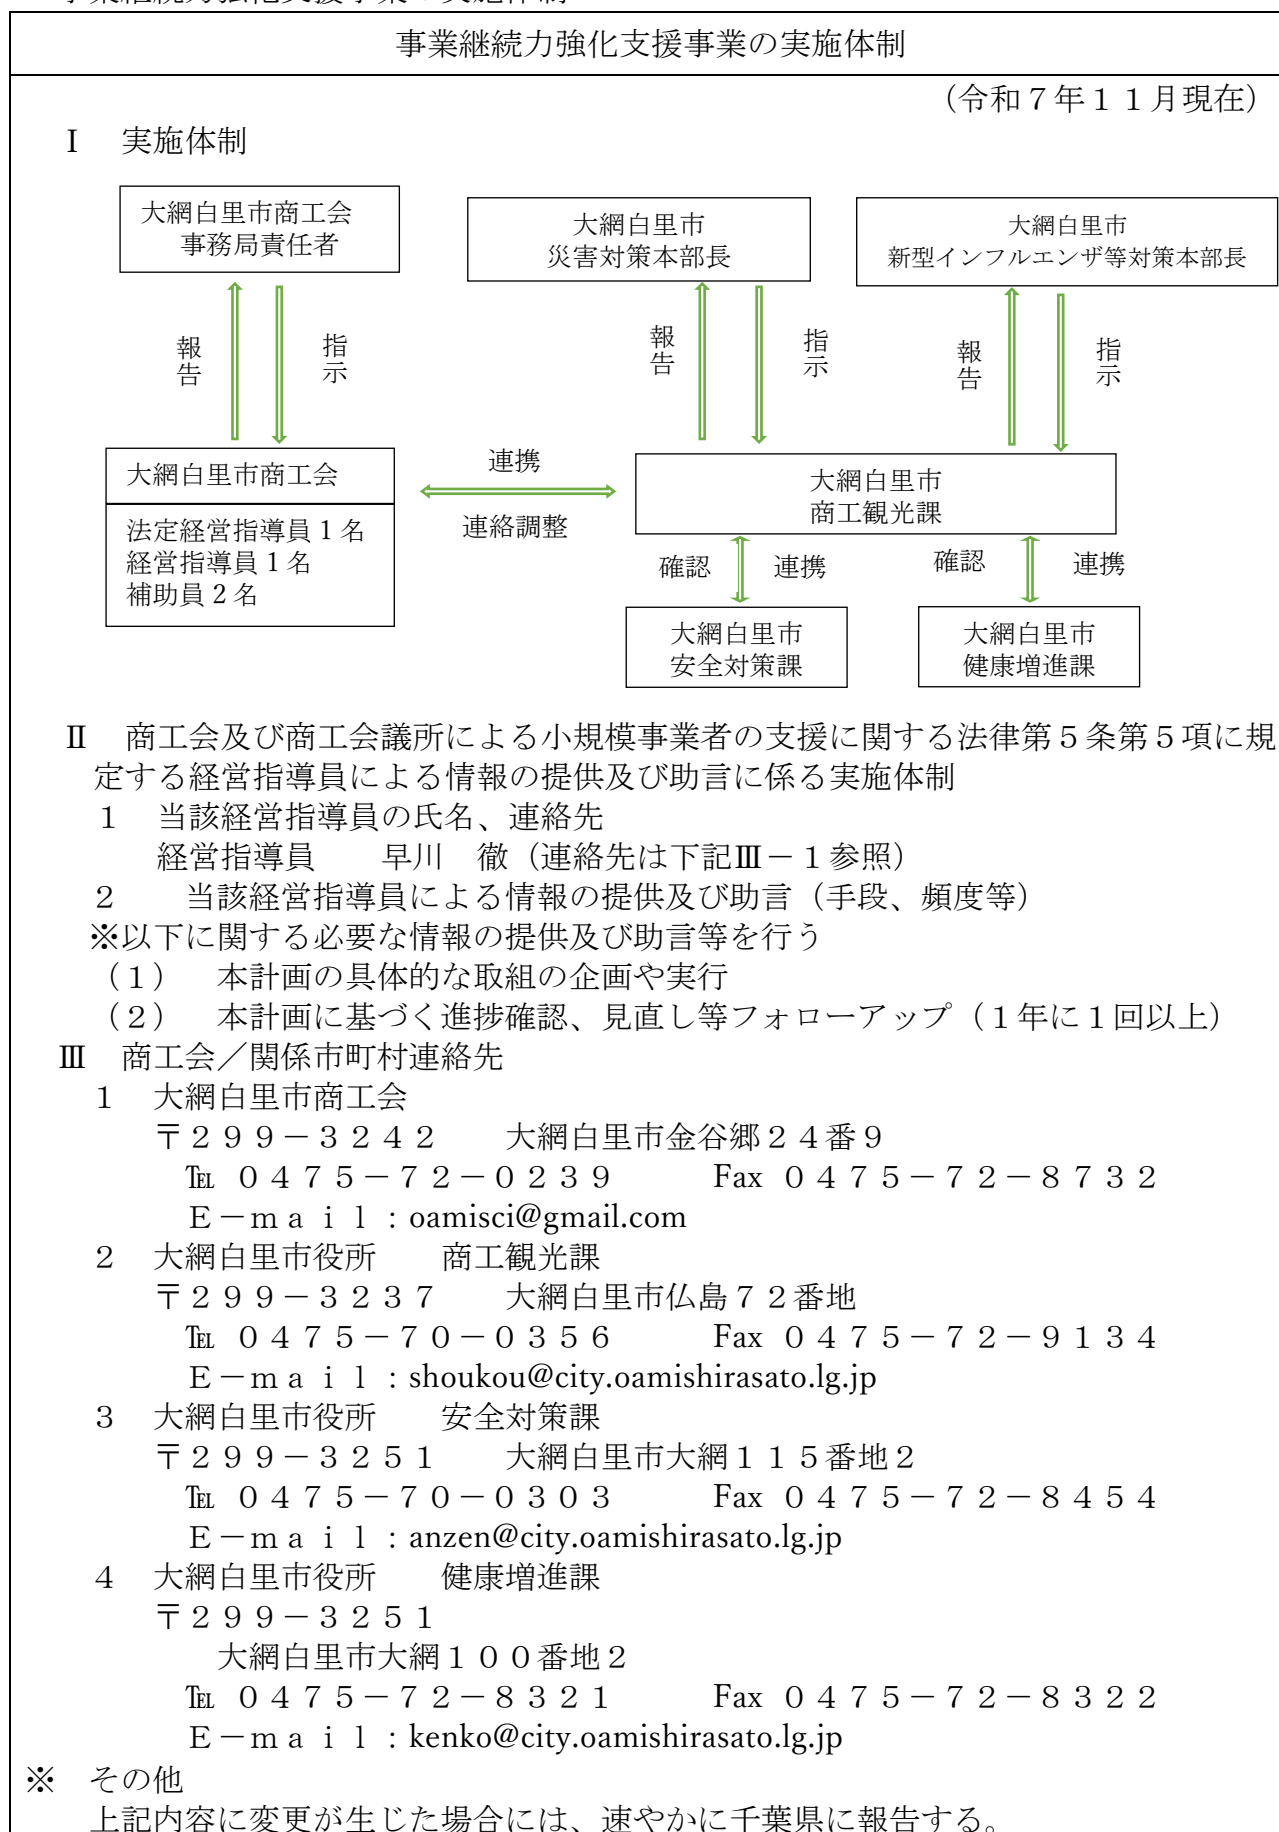 事業継続力強化支援事業の実施体制
（令和７年１１月現在）
Ⅰ　実施体制
大網白里市商工会
事務局責任者
大網白里市
災害対策本部長
大網白里市
新型インフルエンザ等対策本部長
報告
指示
報告
指示
報告
指示
大網白里市商工会
法定経営指導員１名
経営指導員１名
補助員２名
連携
連絡調整
大網白里市
商工観光課
確認
連携
確認
連携
大網白里市
安全対策課
大網白里市
健康増進課
Ⅱ　商工会及び商工会議所による小規模事業者の支援に関する法律第５条第５項に規
定する経営指導員による情報の提供及び助言に係る実施体制
１　当該経営指導員の氏名、連絡先
経営指導員　　早川　徹（連絡先は下記Ⅲ－１参照）
２　　当該経営指導員による情報の提供及び助言（手段、頻度等）
※以下に関する必要な情報の提供及び助言等を行う
（１）　本計画の具体的な取組の企画や実行
（２）　本計画に基づく進捗確認、見直し等フォローアップ（１年に１回以上）
Ⅲ　商工会／関係市町村連絡先
１　大網白里市商工会
〒２９９－３２４２　　大網白里市金谷郷２４番９
℡ ０４７５－７２－０２３９　　　Fax ０４７５－７２－８７３２
Ｅ－ｍａｉｌ：oamisci@gmail.com
２　大網白里市役所　　商工観光課
〒２９９－３２３７　　大網白里市仏島７２番地
℡ ０４７５－７０－０３５６　　　Fax ０４７５－７２－９１３４
Ｅ－ｍａｉｌ：shoukou@city.oamishirasato.lg.jp
３　大網白里市役所　　安全対策課
〒２９９－３２５１　　大網白里市大網１１５番地２
℡ ０４７５－７０－０３０３　　　Fax ０４７５－７２－８４５４
Ｅ－ｍａｉｌ：anzen@city.oamishirasato.lg.jp
４　大網白里市役所　　健康増進課
〒２９９－３２５１
大網白里市大網１００番地２
℡ ０４７５－７２－８３２１　　　Fax ０４７５－７２－８３２２
Ｅ－ｍａｉｌ：kenko@city.oamishirasato.lg.jp
※　その他
上記内容に変更が生じた場合には、速やかに千葉県に報告する。